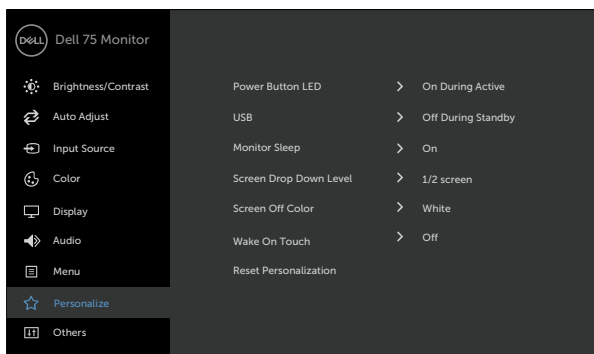 DELL Dell 75 Monitor
Brightness/Contrast
Auto Adjust
Input Source
Color
Display
Audio
Menu
Personalize
Others
Power Button LED > On During Active
USB > Off During Standby
Monitor Sleep > On
Screen Drop Down Level > 1/2 screen
Screen Off Color > White
Wake On Touch > Off
Reset Personalization